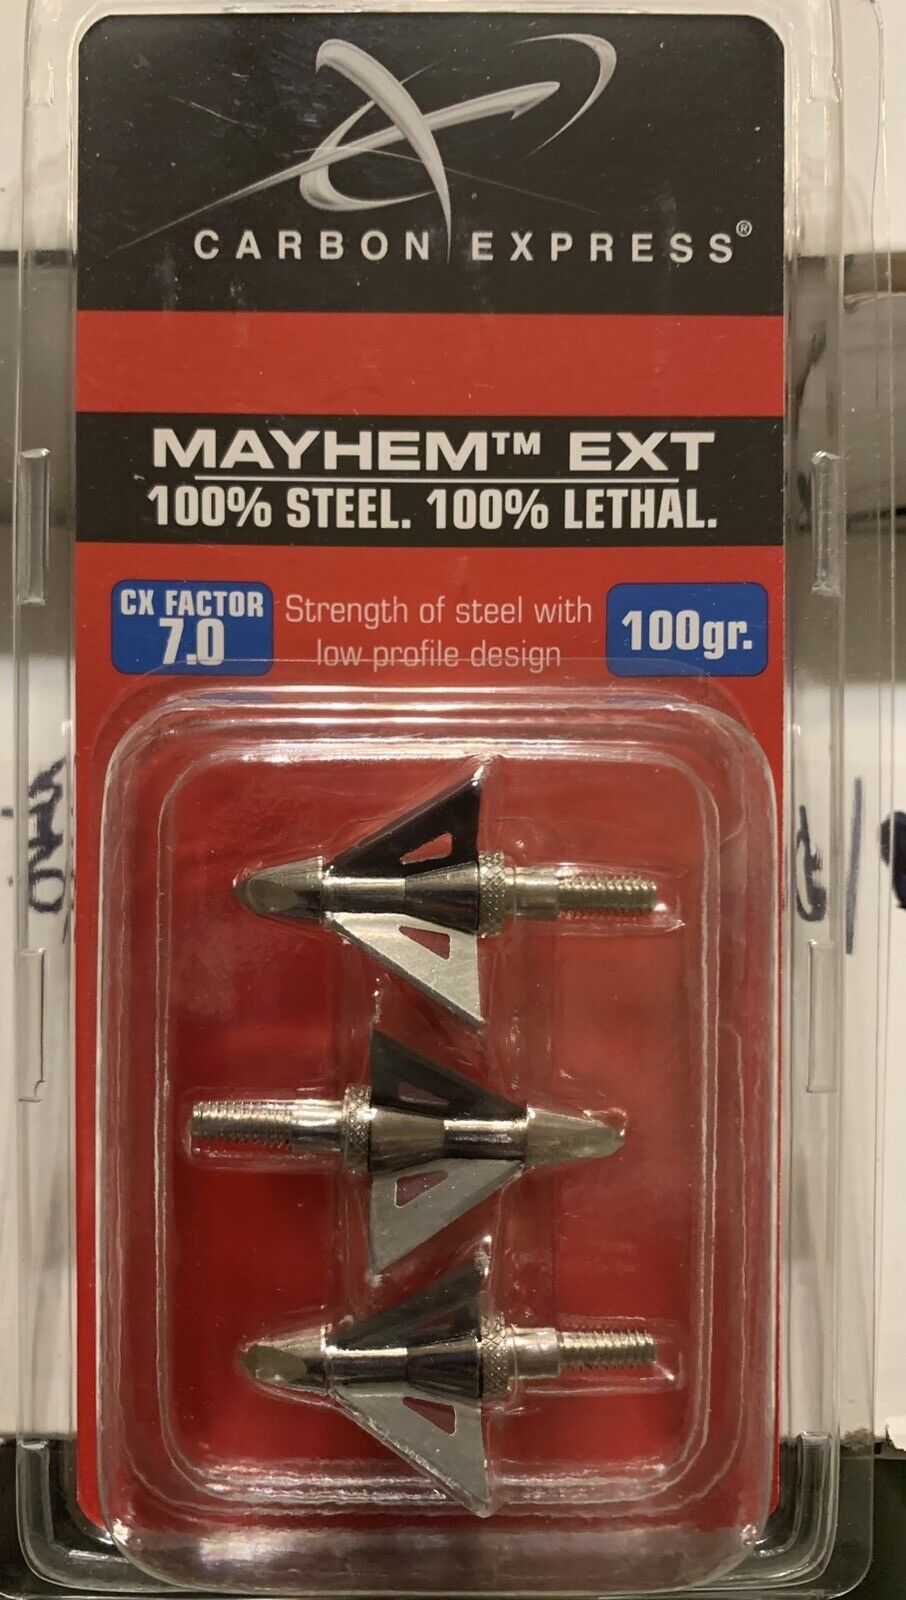 CARBON EXPRESS®
MAYHEM™ EXT
100% STEEL. 100% LETHAL.
CX FACTOR
7.0
Strength of steel with
low profile design
100gr.